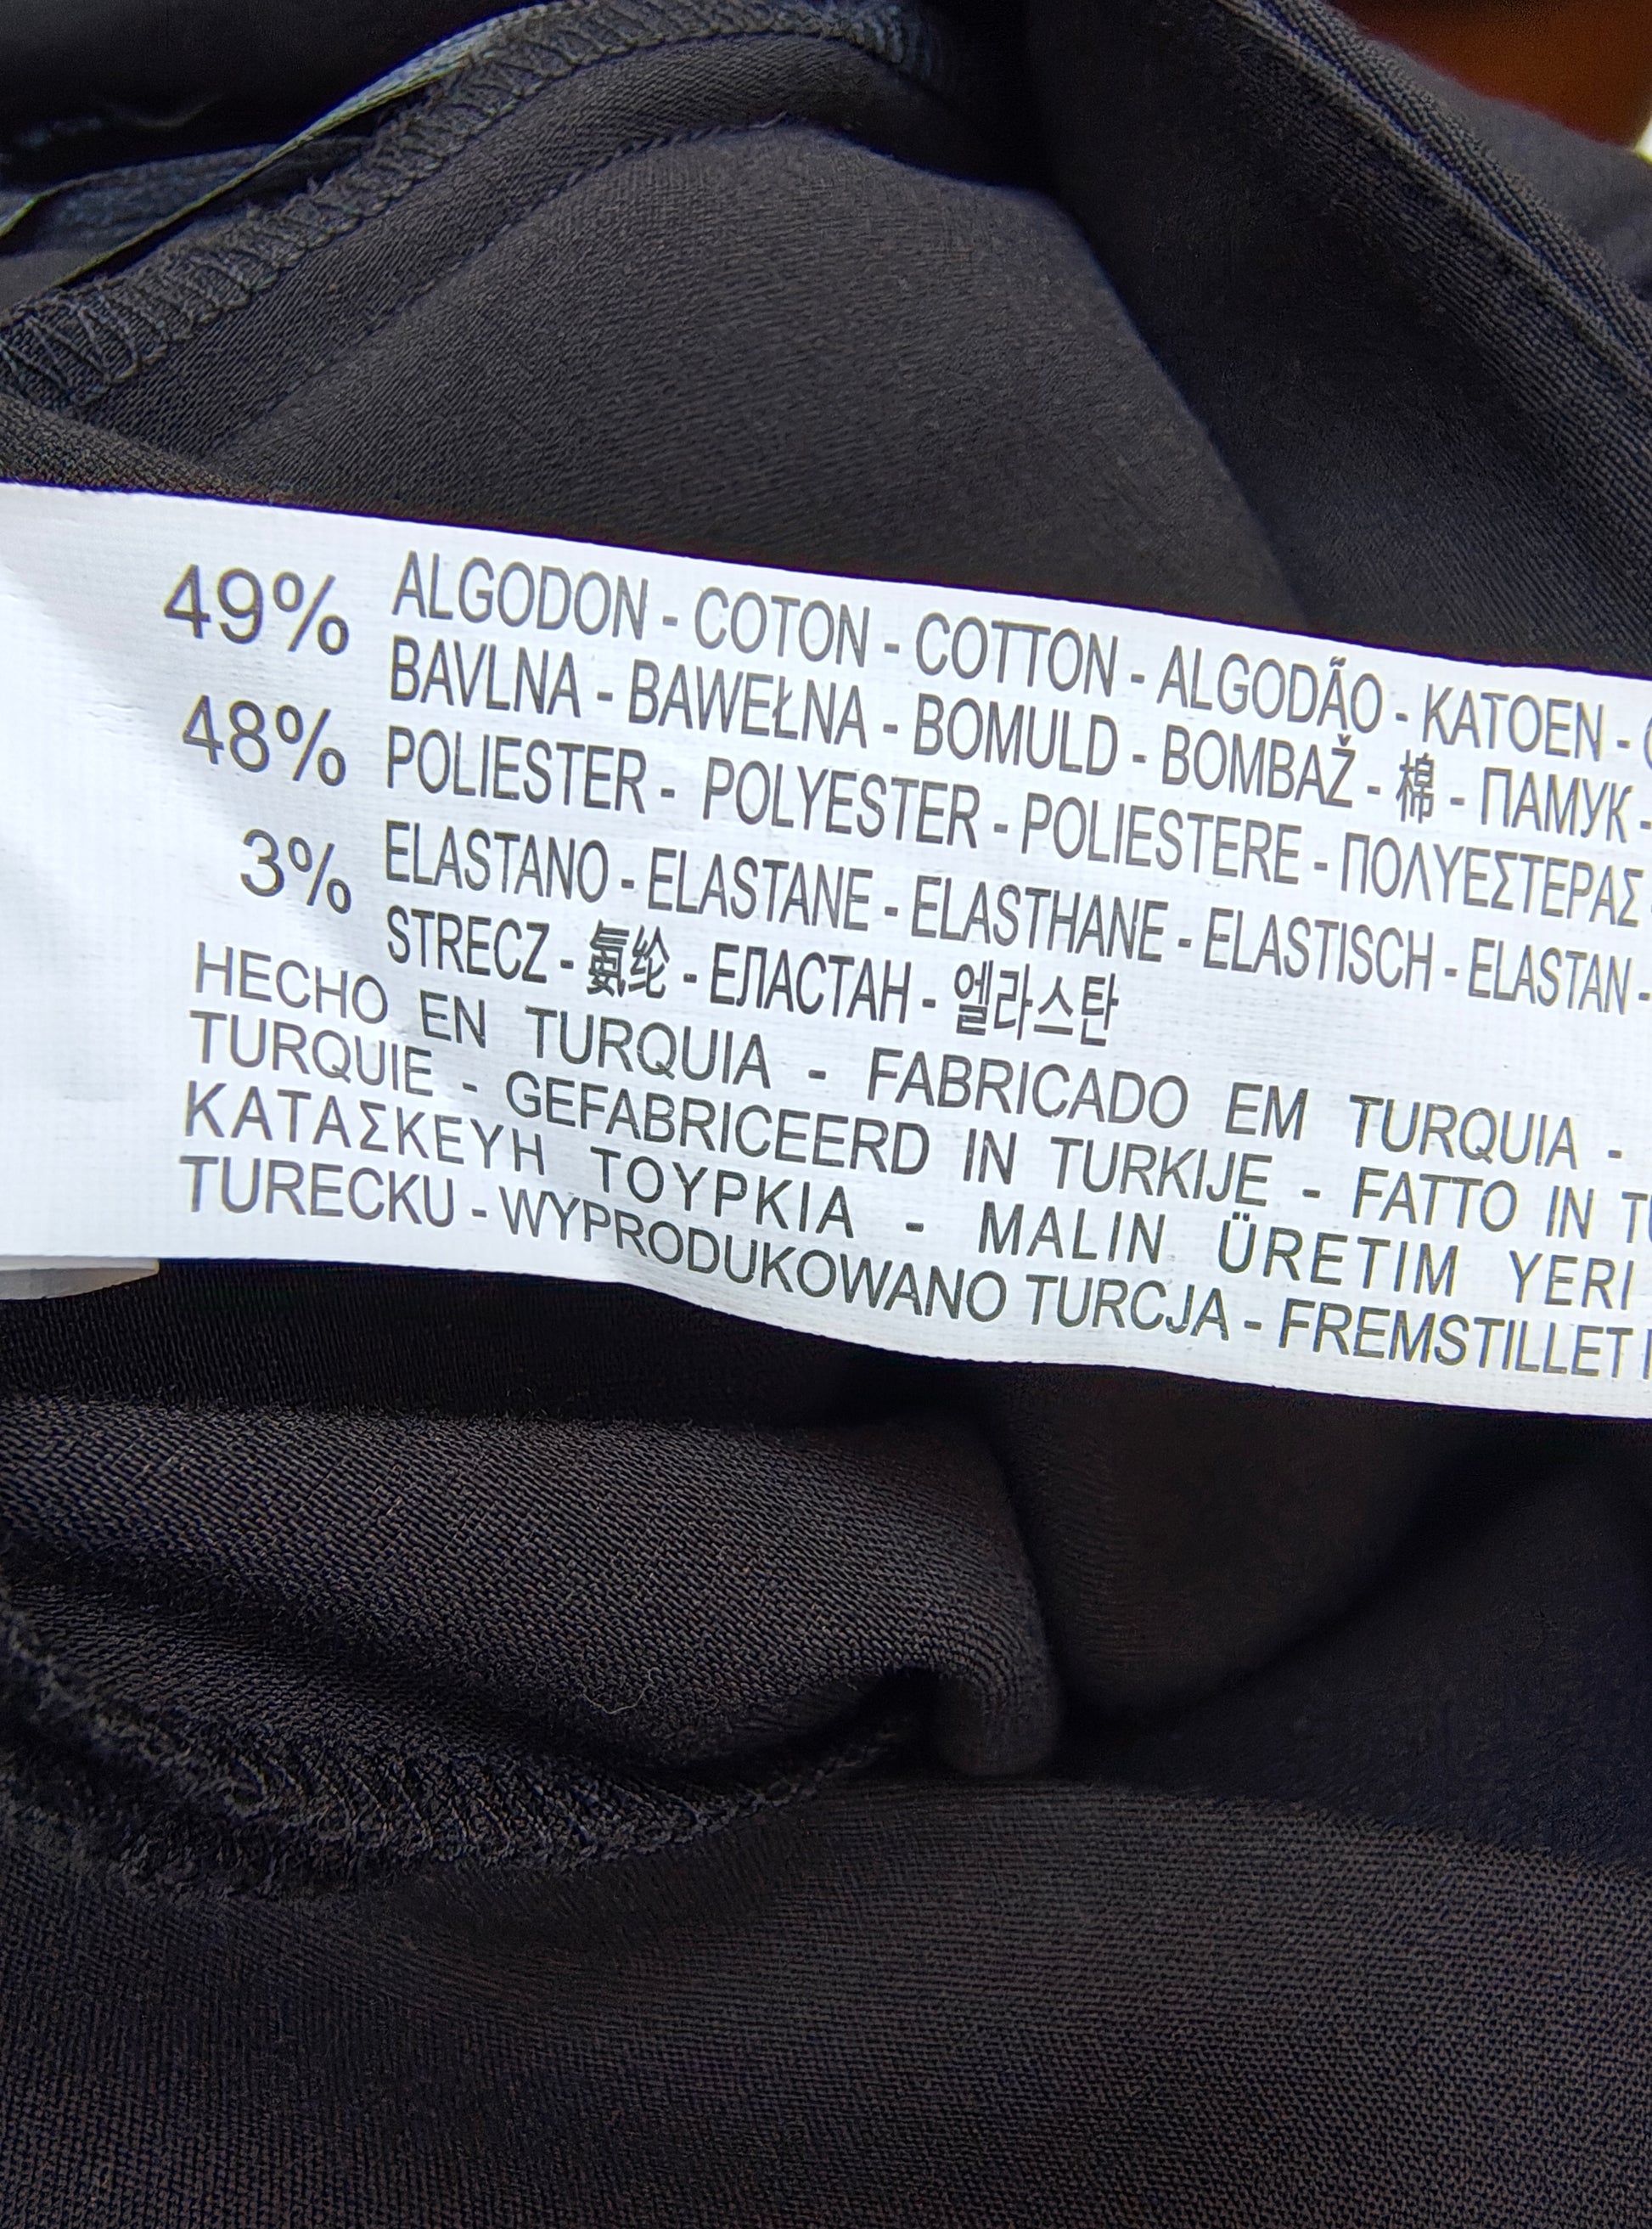 49% ALGODON - COTON - COTTON - ALGODÃO - KATOEN -
BAVLNA - BAWEŁNA - BOMULD - BOMBAŽ - 棉 - ПАМУК -
48% POLIESTER - POLYESTER - POLIESTERE - ΠΟΛΥΕΣΤΕΡΑΣ
3% ELASTANO - ELASTANE - ELASTHANE - ELASTISCH - ELASTAN -
STRECZ - 氨纶 - ЕЛАСТАН - 엘라스탄
HECHO EN TURQUIA - FABRICADO EM TURQUIA -
TURQUIE - GEFABRICEERD IN TURKIJE - FATTO IN
ΚΑΤΑΣΚΕΥΗ ΤΟΥΡΚΙΑ - MALIN ÜRETIM YERI
TURECKU - WYPRODUKOWANO TURCJA - FREMSTILLET